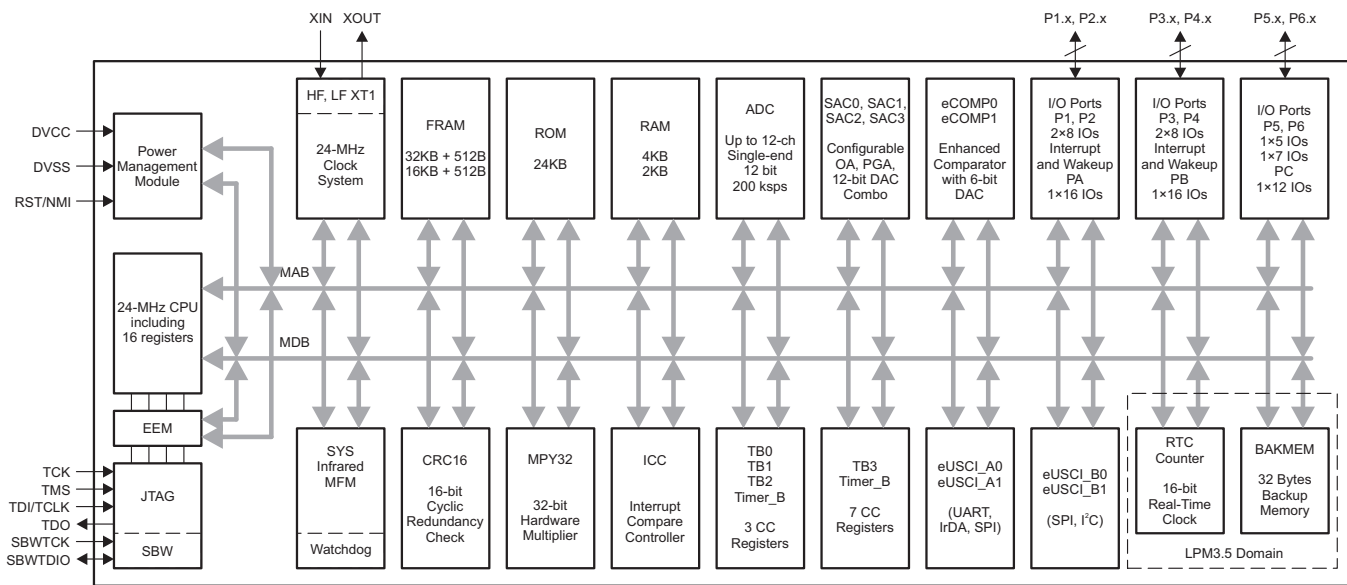 XIN
XOUT
P1.x, P2.x
P3.x, P4.x
P5.x, P6.x
DVCC
DVSS
RST/NMI
Power
Management
Module
HF, LF XT1
24-MHz
Clock
System
FRAM
32KB + 512B
16KB + 512B
ROM
24KB
RAM
4KB
2KB
ADC
Up to 12-ch
Single-end
12 bit
200 ksps
SAC0, SAC1,
SAC2, SAC3
Configurable
OA, PGA,
12-bit DAC
Combo
eCOMP0
eCOMP1
Enhanced
Comparator
with 6-bit
DAC
I/O Ports
P1, P2
2×8 IOs
Interrupt
and Wakeup
PA
1×16 IOs
I/O Ports
P3, P4
2×8 IOs
Interrupt
and Wakeup
PB
1×16 IOs
I/O Ports
P5, P6
1×5 IOs
1×7 IOs
PC
1×12 IOs
MAB
24-MHz CPU
including
16 registers
MDB
EEM
TCK
TMS
TDI/TCLK
TDO
SBWTCK
SBWTDIO
JTAG
SBW
SYS
Infrared
MFM
Watchdog
CRC16
16-bit
Cyclic
Redundancy
Check
MPY32
32-bit
Hardware
Multiplier
ICC
Interrupt
Compare
Controller
TB0
TB1
TB2
Timer_B
3 CC
Registers
TB3
Timer_B
7 CC
Registers
eUSCI_A0
eUSCI_A1
(UART,
IrDA, SPI)
eUSCI_B0
eUSCI_B1
(SPI, I²C)
RTC
Counter
16-bit
Real-Time
Clock
BAKMEM
32 Bytes
Backup
Memory
LPM3.5 Domain